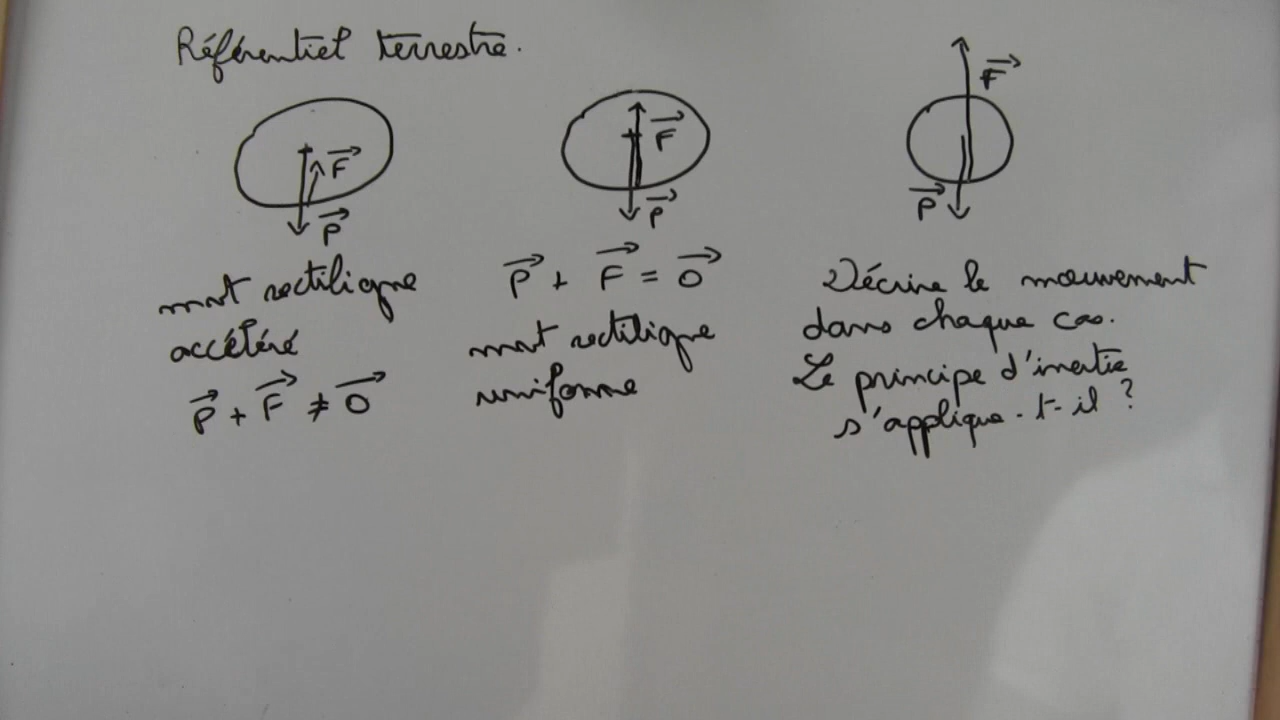 Référentiel terrestre.
F
P
mvt rectiligne
accéléré
P + F ≠ 0
F
P
P + F = 0
mvt rectiligne
uniforme
F
P
Décrire le mouvement
dans chaque cas.
Le principe d'inertie
s'applique-t-il ?